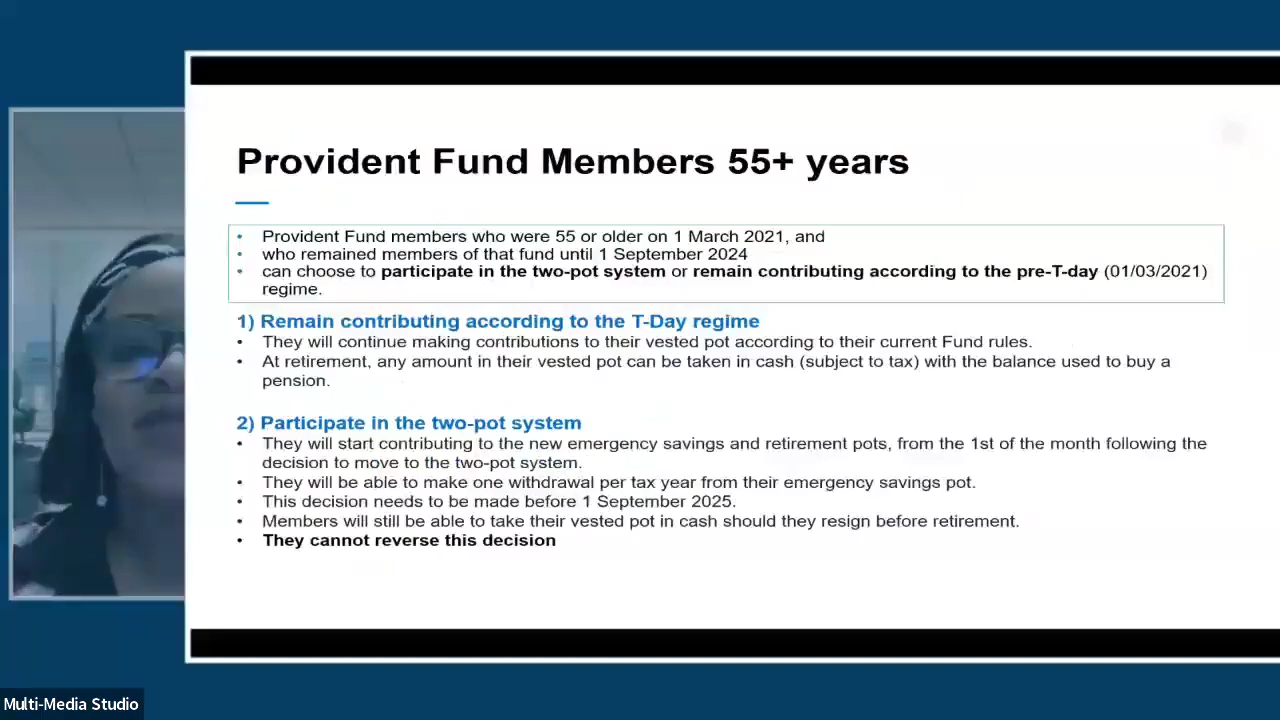 Provident Fund Members 55+ years
• Provident Fund members who were 55 or older on 1 March 2021, and
• who remained members of that fund until 1 September 2024
• can choose to participate in the two-pot system or remain contributing according to the pre-T-day (01/03/2021)
regime.
1) Remain contributing according to the T-Day regime
• They will continue making contributions to their vested pot according to their current Fund rules.
• At retirement, any amount in their vested pot can be taken in cash (subject to tax) with the balance used to buy a
pension.
2) Participate in the two-pot system
• They will start contributing to the new emergency savings and retirement pots, from the 1st of the month following the
decision to move to the two-pot system.
• They will be able to make one withdrawal per tax year from their emergency savings pot.
• This decision needs to be made before 1 September 2025.
• Members will still be able to take their vested pot in cash should they resign before retirement.
• They cannot reverse this decision
Multi-Media Studio